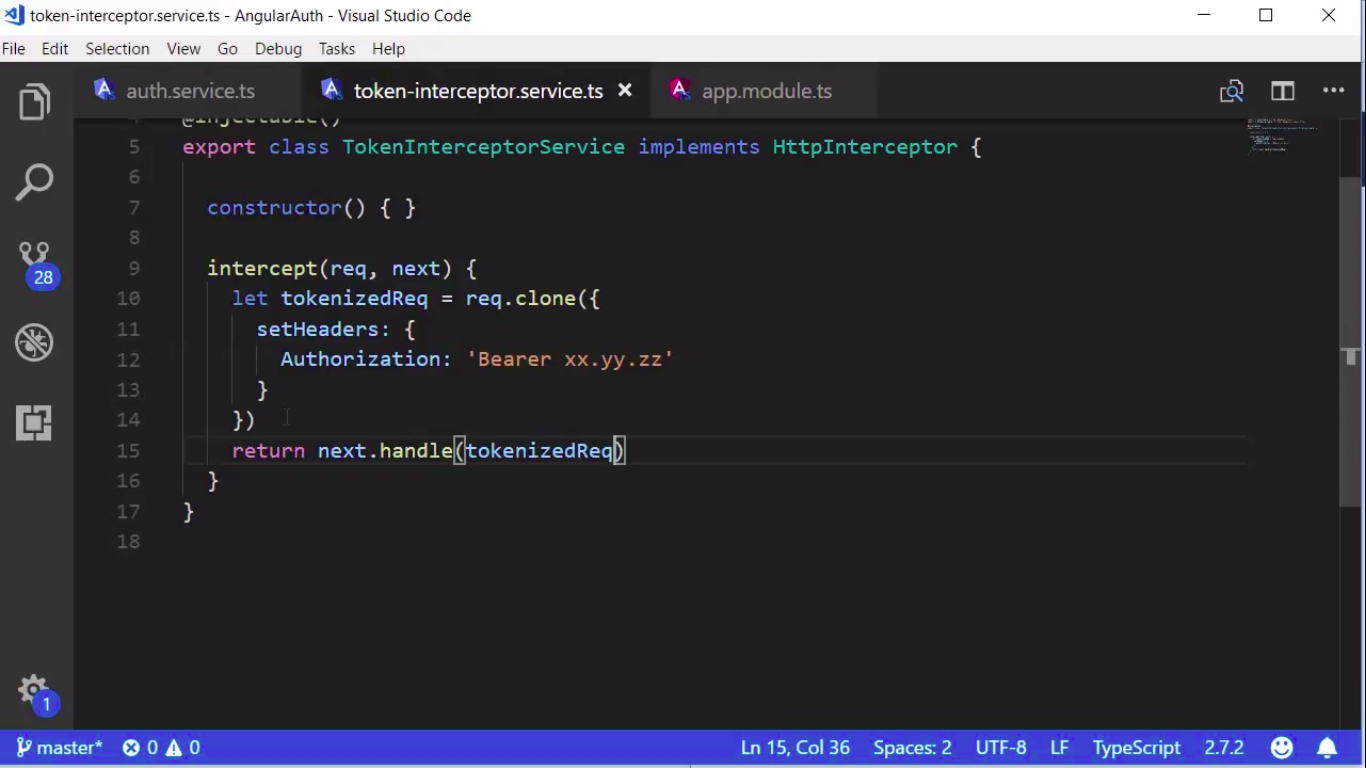 token-interceptor.service.ts - AngularAuth - Visual Studio Code
File Edit Selection View Go Debug Tasks Help
auth.service.ts token-interceptor.service.ts app.module.ts
4 @Injectable()
5 export class TokenInterceptorService implements HttpInterceptor {
6
7 constructor() { }
8
9 intercept(req, next) {
10 let tokenizedReq = req.clone({
11 setHeaders: {
12 Authorization: 'Bearer xx.yy.zz'
13 }
14 })
15 return next.handle(tokenizedReq)
16 }
17 }
18
28
1
master* 0 0 Ln 15, Col 36 Spaces: 2 UTF-8 LF TypeScript 2.7.2